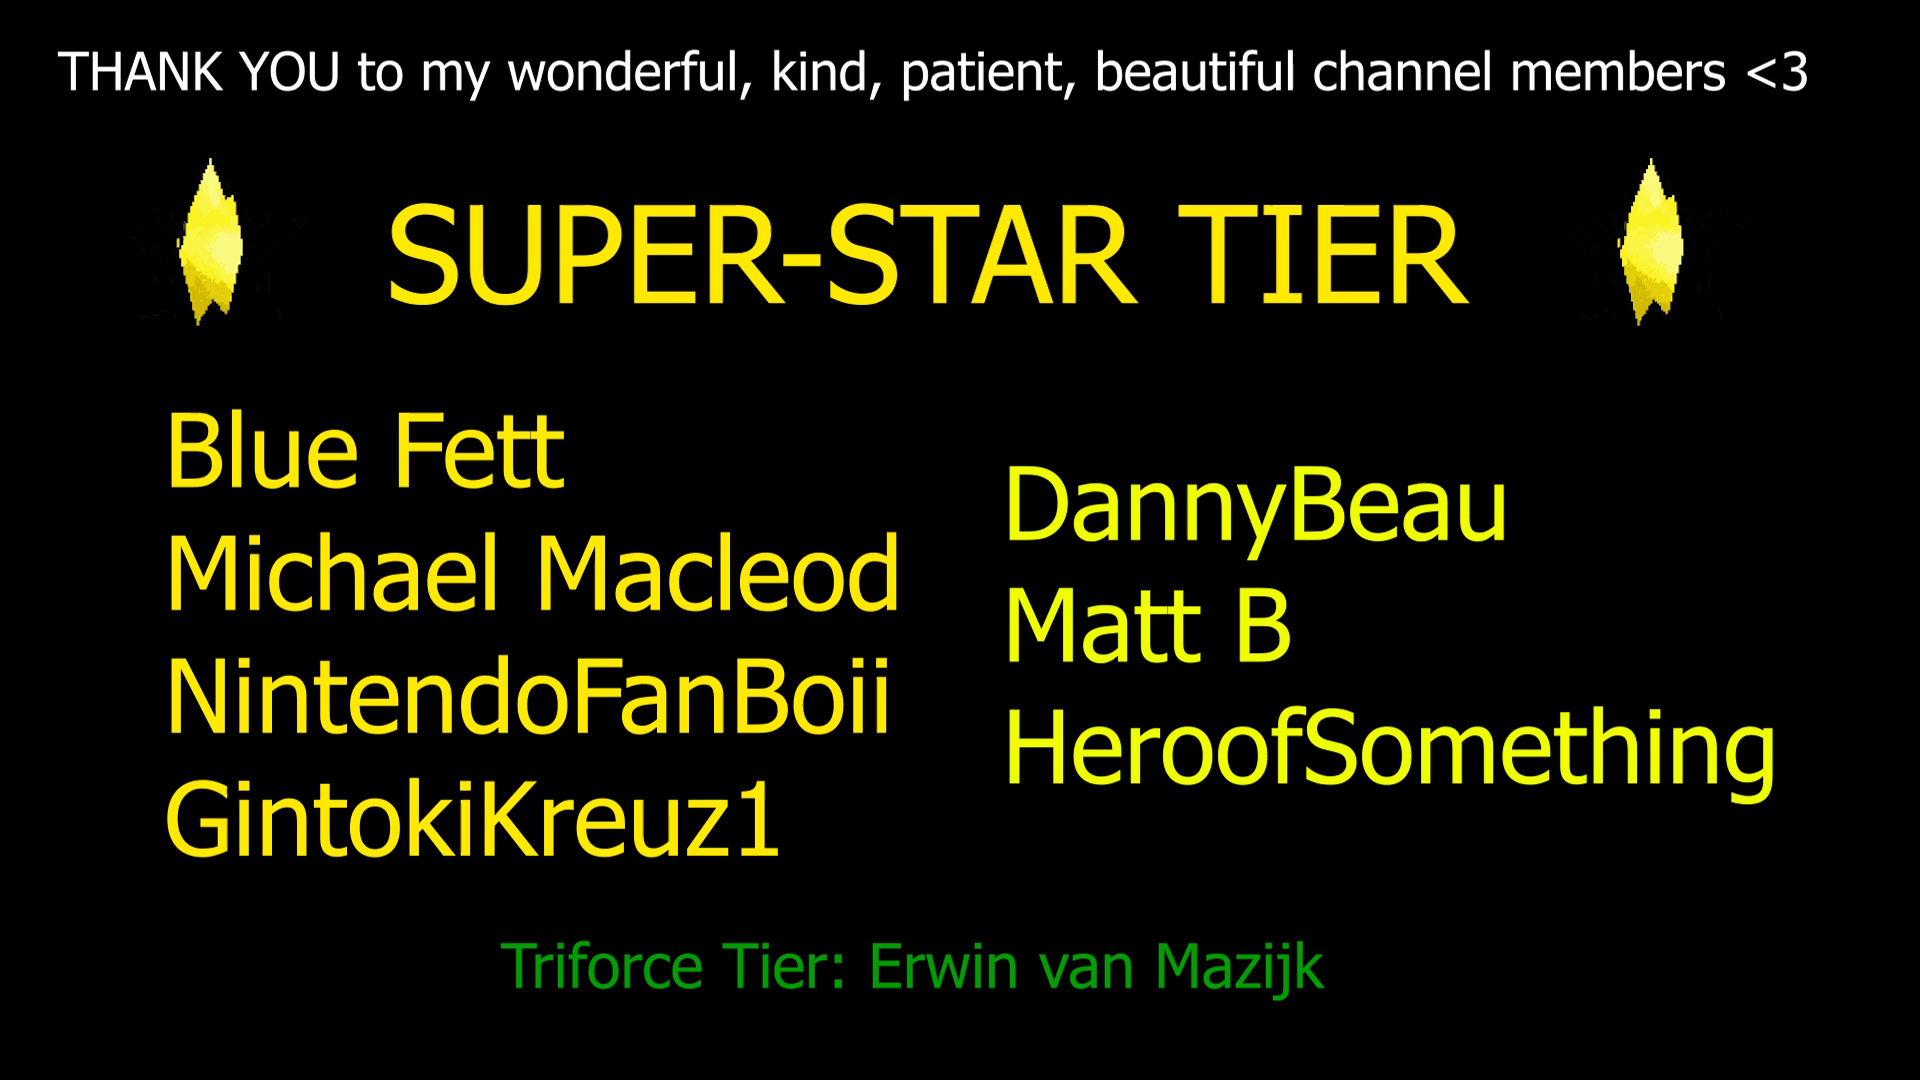 THANK YOU to my wonderful, kind, patient, beautiful channel members <3
SUPER-STAR TIER
Blue Fett
Michael Macleod
NintendoFanBoii
GintokiKreuz1
DannyBeau
Matt B
HeroofSomething
Triforce Tier: Erwin van Mazijk